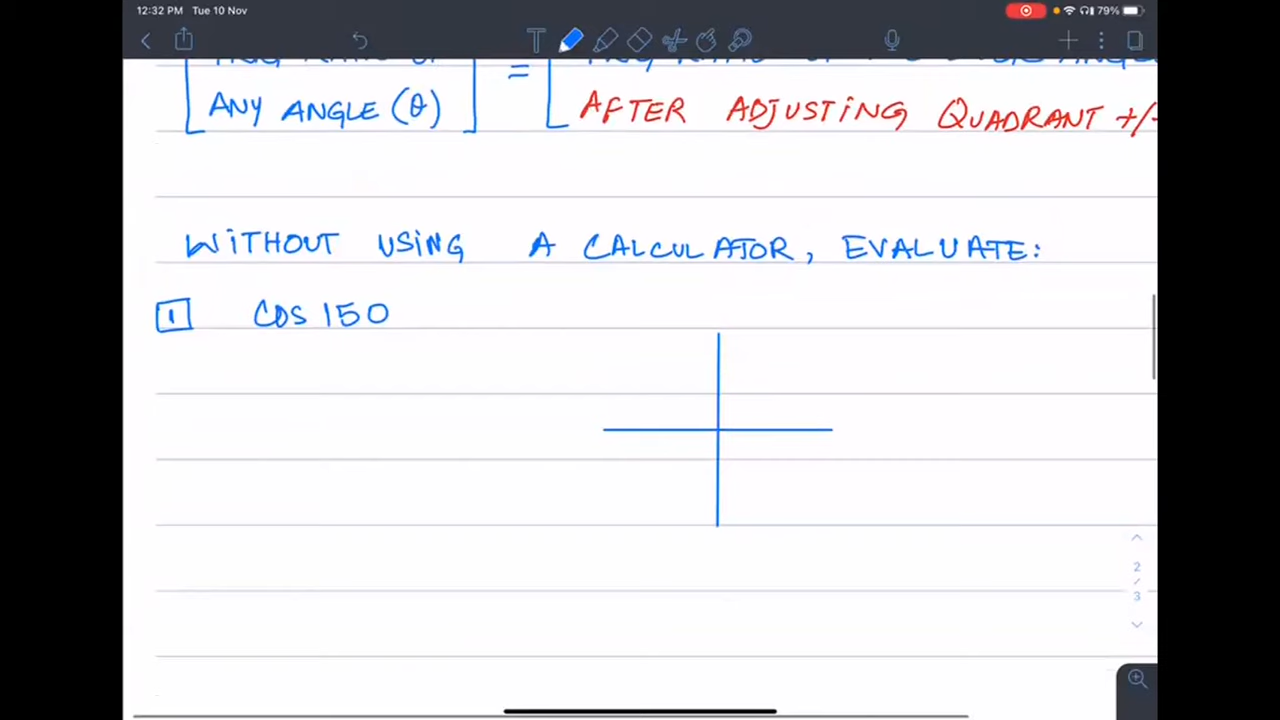 12:32 PM Tue 10 Nov
79%
T
=
ANY ANGLE (θ)
AFTER ADJUSTING QUADRANT +/-
WITHOUT USING A CALCULATOR, EVALUATE:
1 COS 150
2
/
3